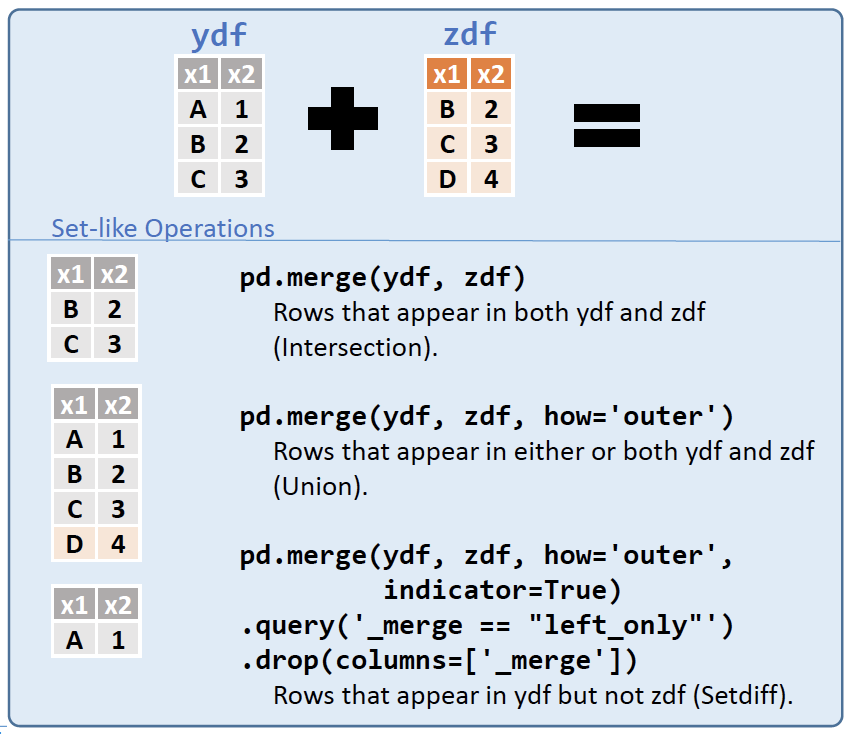 ydf zdf
x1 x2 x1 x2
A 1 B 2
B 2 C 3
C 3 D 4
Set-like Operations
x1 x2
B 2
C 3
pd.merge(ydf, zdf)
Rows that appear in both ydf and zdf
(Intersection).
x1 x2
A 1
B 2
C 3
D 4
pd.merge(ydf, zdf, how='outer')
Rows that appear in either or both ydf and zdf
(Union).
x1 x2
A 1
pd.merge(ydf, zdf, how='outer',
indicator=True)
.query('_merge == "left_only"')
.drop(columns=['_merge'])
Rows that appear in ydf but not zdf (Setdiff).